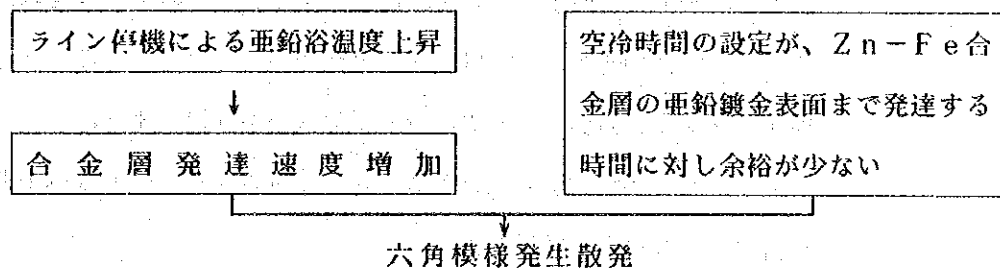 ライン停機による亜鉛浴温度上昇
↓
合金層発達速度増加
空冷時間の設定が、Zn-Fe合
金層の亜鉛鍍金表面まで発達する
時間に対し余裕が少ない
↓
六角模様発生散発